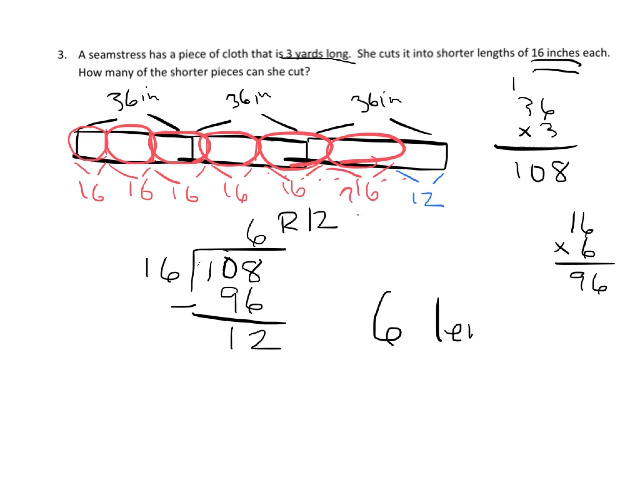 3. A seamstress has a piece of cloth that is 3 yards long. She cuts it into shorter lengths of 16 inches each.
How many of the shorter pieces can she cut?
36in 36in 36in
1
36
x 3
108
16 16 16 16 16 16 12
6 R12
16 108
- 96
12
16
x 6
96
6 len